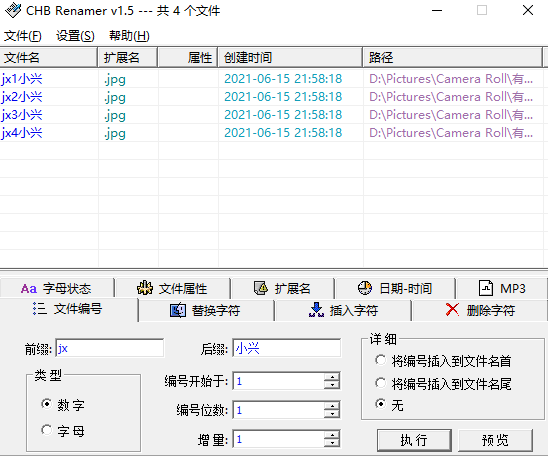 CHB Renamer v1.5 --- 共 4 个文件
文件(F) 设置(S) 帮助(H)
文件名 扩展名 属性 创建时间 路径
jx1小兴 .jpg 2021-06-15 21:58:18 D:\Pictures\Camera Roll\有...
jx2小兴 .jpg 2021-06-15 21:58:18 D:\Pictures\Camera Roll\有...
jx3小兴 .jpg 2021-06-15 21:58:18 D:\Pictures\Camera Roll\有...
jx4小兴 .jpg 2021-06-15 21:58:18 D:\Pictures\Camera Roll\有...
Aa 字母状态 文件属性 扩展名 日期-时间 MP3
文件编号 替换字符 插入字符 删除字符
前缀: jx 后缀: 小兴 详细
类型 编号开始于: 1 将编号插入到文件名首
数字 编号位数: 1 将编号插入到文件名尾
字母 增量: 1 无
执行 预览